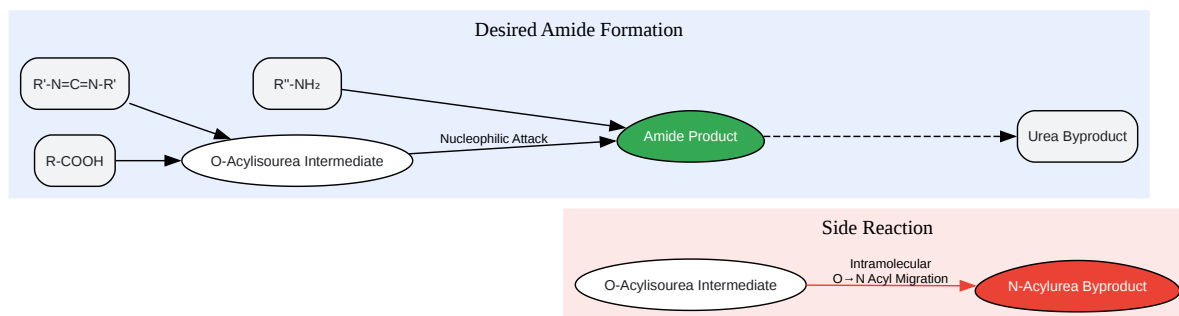 Desired Amide Formation
R'-N=C=N-R'
R"-NH₂
R-COOH
O-Acylisourea Intermediate
Nucleophilic Attack
Amide Product
Urea Byproduct
Side Reaction
O-Acylisourea Intermediate
Intramolecular
O→N Acyl Migration
N-Acylurea Byproduct